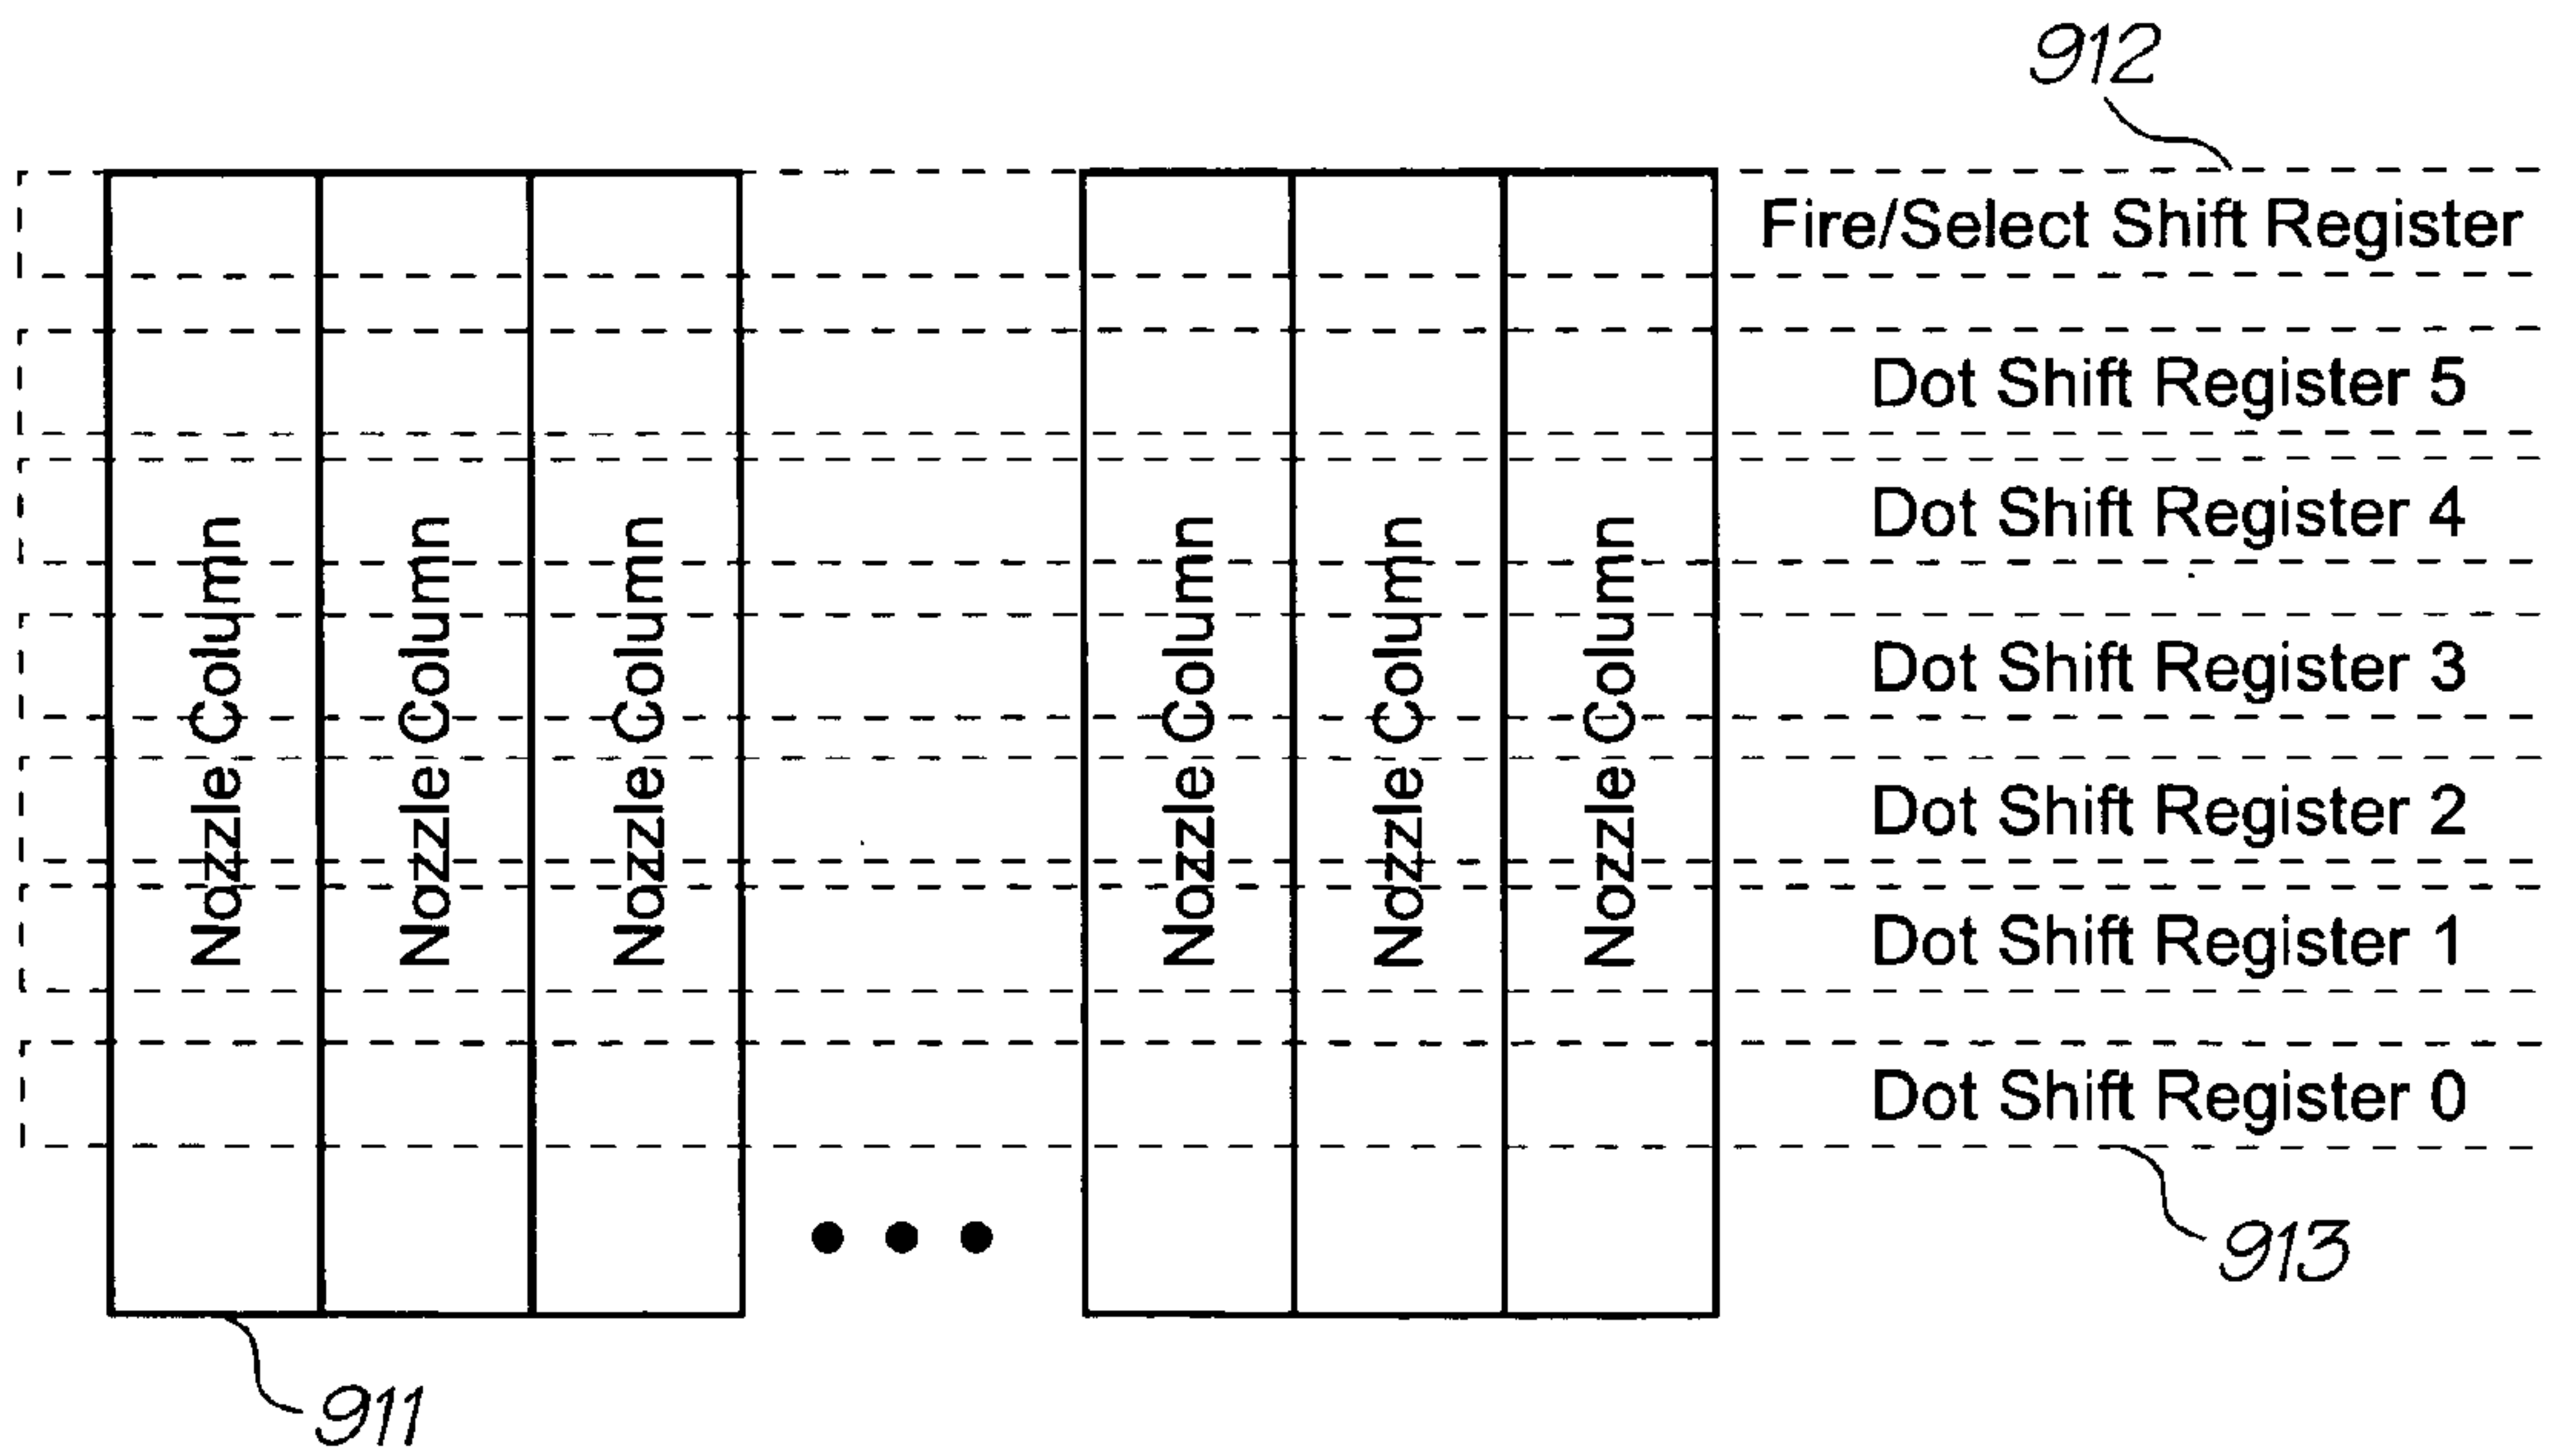 912
Fire/Select Shift Register
Dot Shift Register 5
Dot Shift Register 4
Dot Shift Register 3
Dot Shift Register 2
Dot Shift Register 1
Dot Shift Register 0
Nozzle Column
Nozzle Column
Nozzle Column
Nozzle Column
Nozzle Column
Nozzle Column
913
911